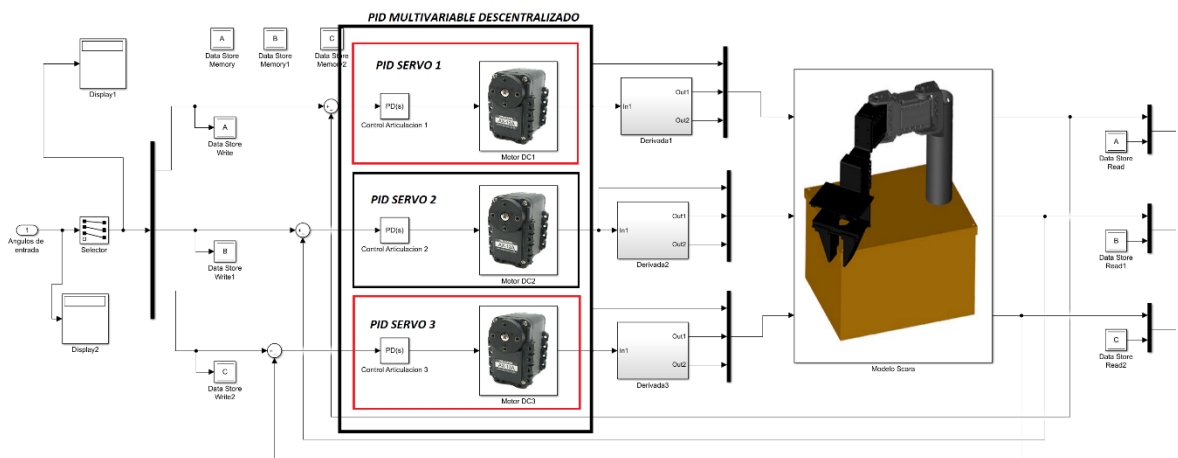 PID MULTIVARIABLE DESCENTRALIZADO
A
Data Store
Memory
B
Data Store
Memory1
C
Data Store
Memory2
Display1
PID SERVO 1
PD(s)
Control Articulacion 1
Motor DC1
In1
Out1
Out2
Derivada1
A
Data Store
Write
A
Data Store
Read
1
Angulos de
entrada
Selector
B
Data Store
Write1
PID SERVO 2
PD(s)
Control Articulacion 2
Motor DC2
In1
Out1
Out2
Derivada2
B
Data Store
Read1
Display2
C
Data Store
Write2
PID SERVO 3
PD(s)
Control Articulacion 3
Motor DC3
In1
Out1
Out2
Derivada3
Modelo Scara
C
Data Store
Read2